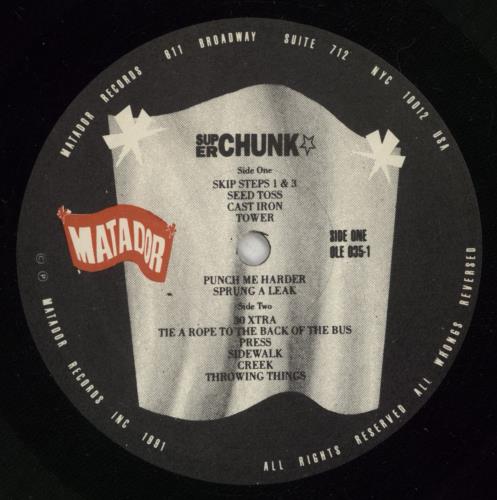 MATADOR RECORDS 611 BROADWAY SUITE 712 NYC 10012 USA
SUPERCHUNK
Side One
SKIP STEPS 1 & 3
SEED TOSS
CAST IRON
TOWER
MATADOR
SIDE ONE
OLE 035-1
PUNCH ME HARDER
SPRUNG A LEAK
Side Two
30 XTRA
TIE A ROPE TO THE BACK OF THE BUS
PRESS
SIDEWALK
CREEK
THROWING THINGS
© ℗ MATADOR RECORDS INC 1991
ALL RIGHTS RESERVED ALL WRONGS REVERSED